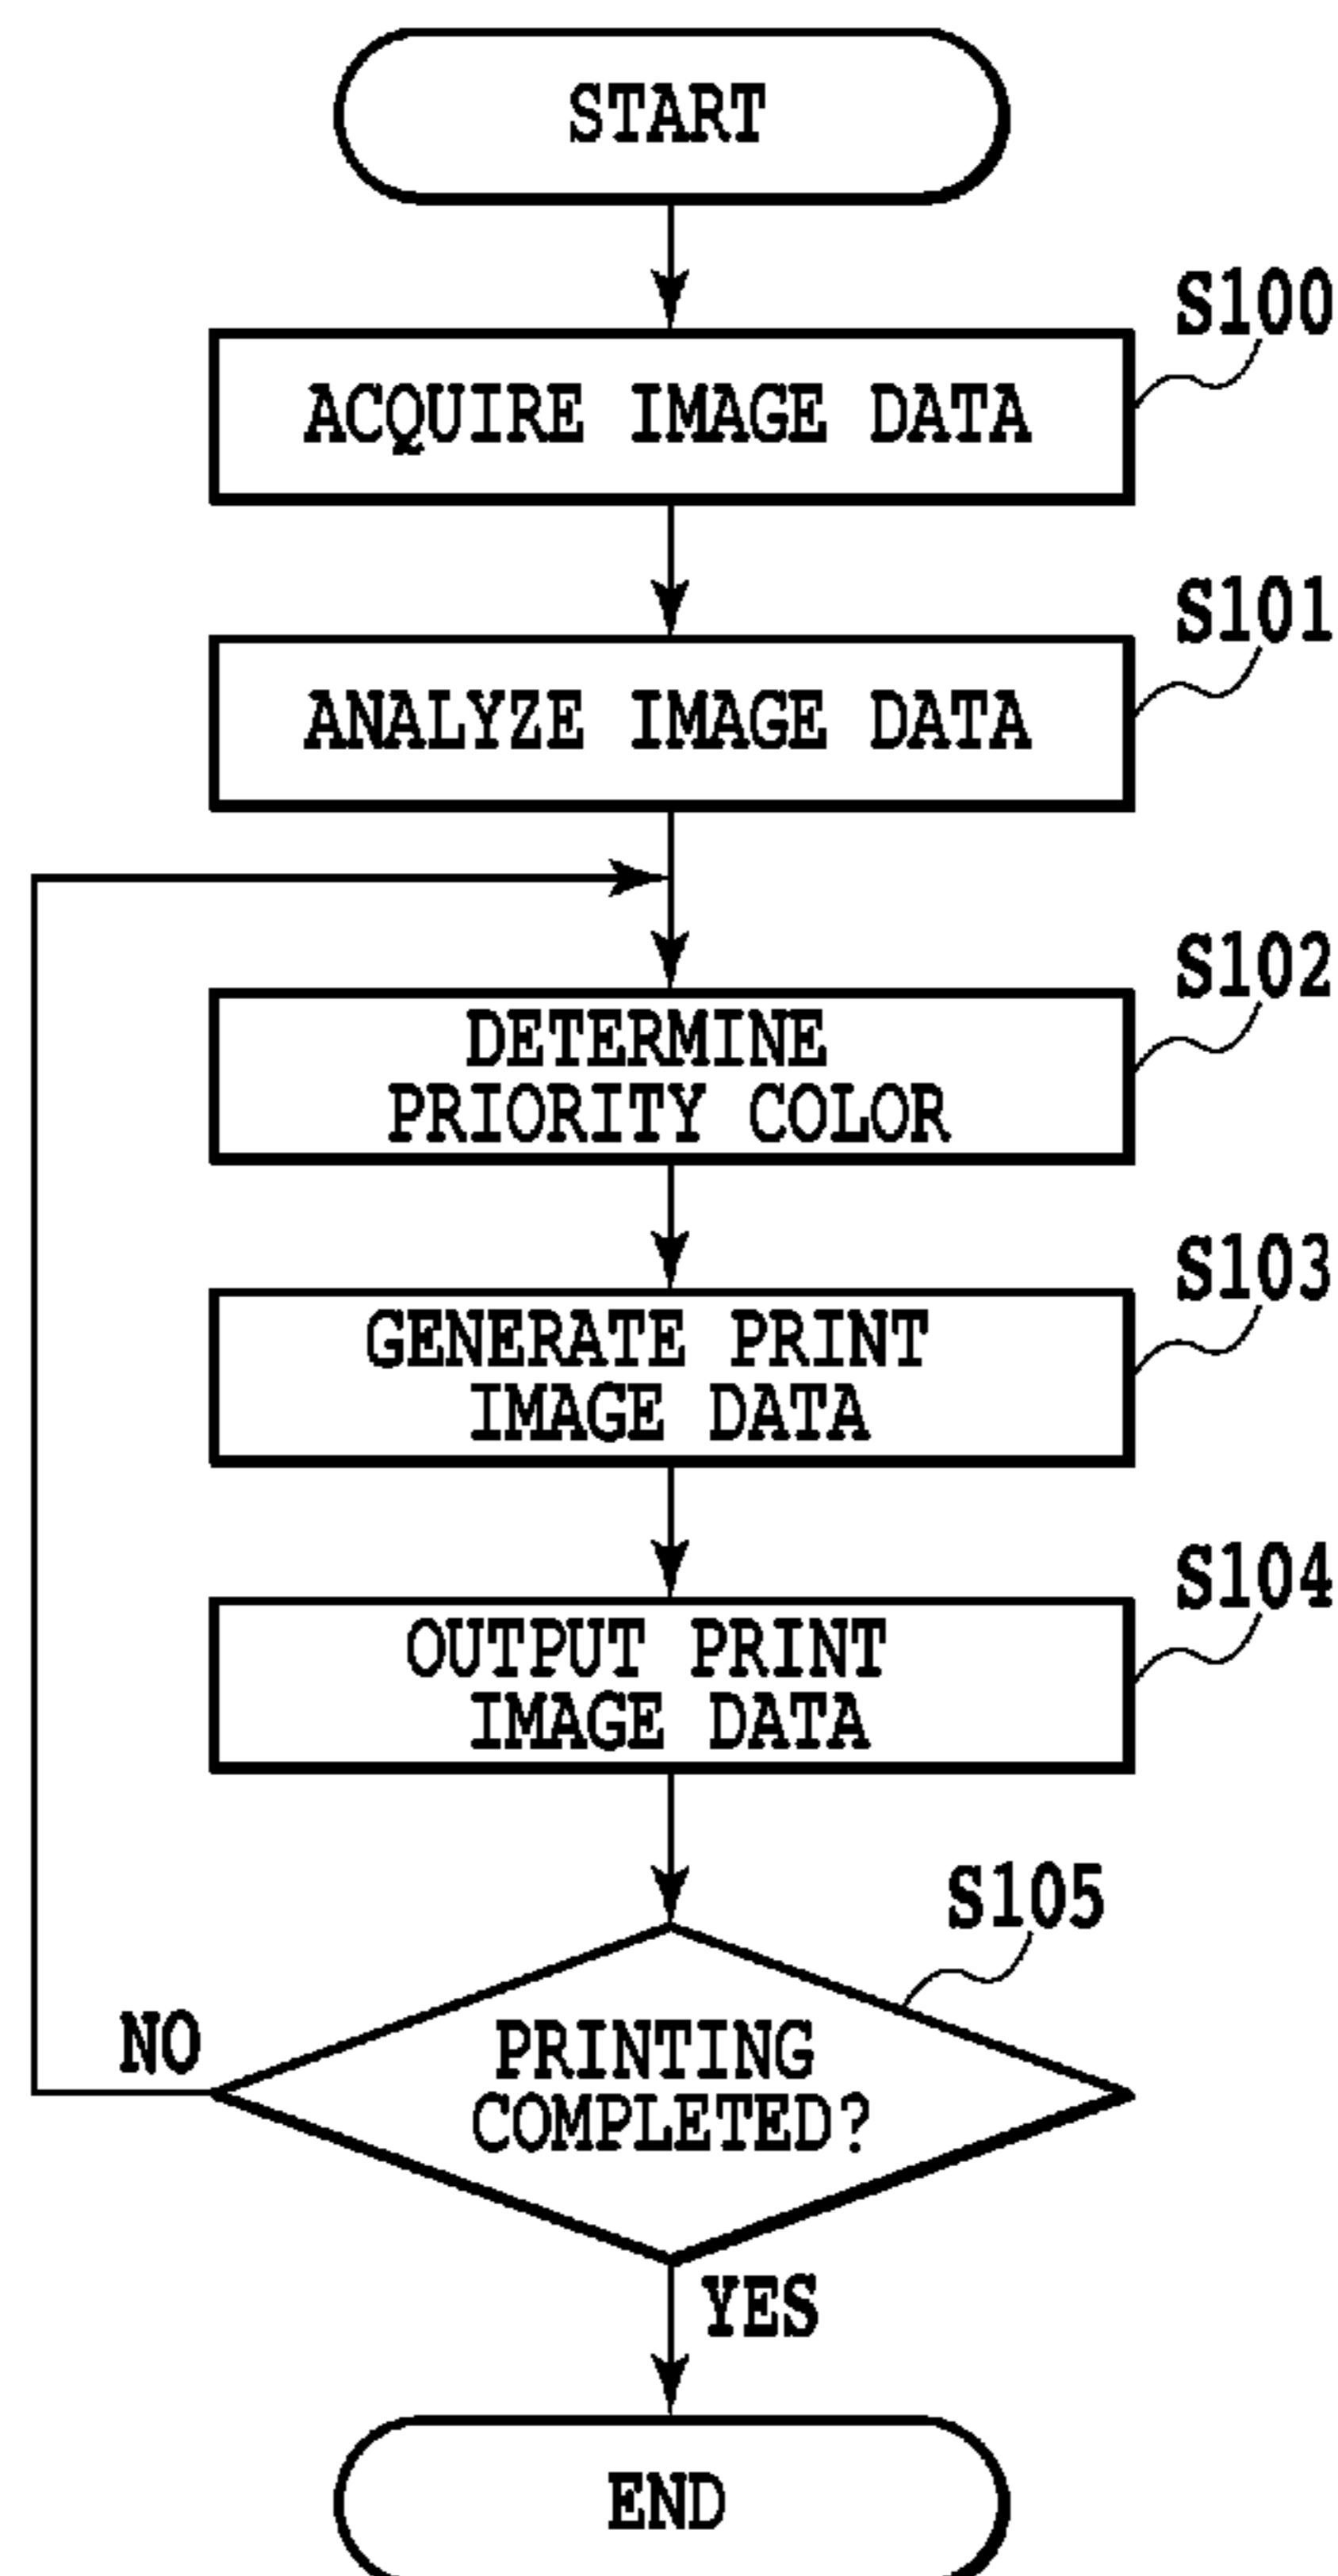 START
S100
ACQUIRE IMAGE DATA
S101
ANALYZE IMAGE DATA
S102
DETERMINE
PRIORITY COLOR
S103
GENERATE PRINT
IMAGE DATA
S104
OUTPUT PRINT
IMAGE DATA
S105
NO
PRINTING
COMPLETED?
YES
END